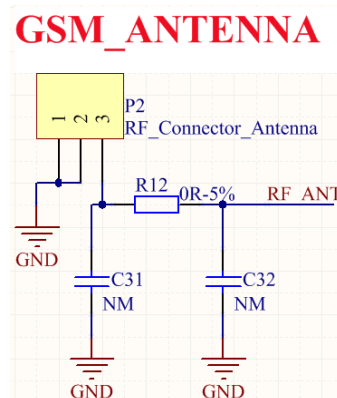 GSM_ANTENNA
P2
1 2 3
RF_Connector_Antenna
R12
0R-5%
RF_ANT
GND
C31
C32
NM
NM
GND
GND